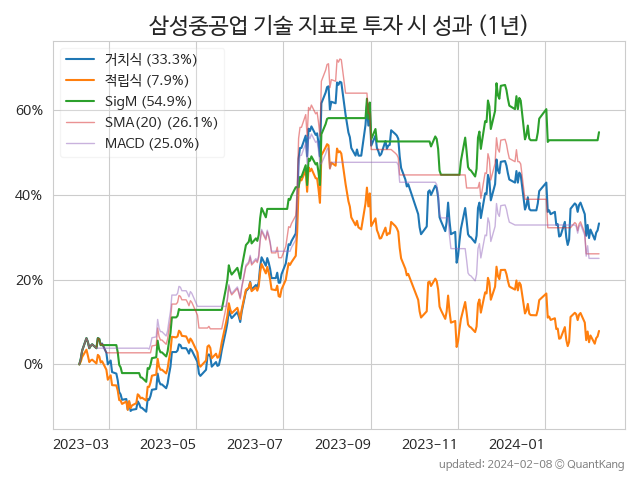 삼성중공업 기술 지표로 투자 시 성과 (1년)
거치식 (33.3%)
적립식 (7.9%)
SigM (54.9%)
SMA(20) (26.1%)
MACD (25.0%)
60%
40%
20%
0%
2023-03 2023-05 2023-07 2023-09 2023-11 2024-01
updated: 2024-02-08 © QuantKang